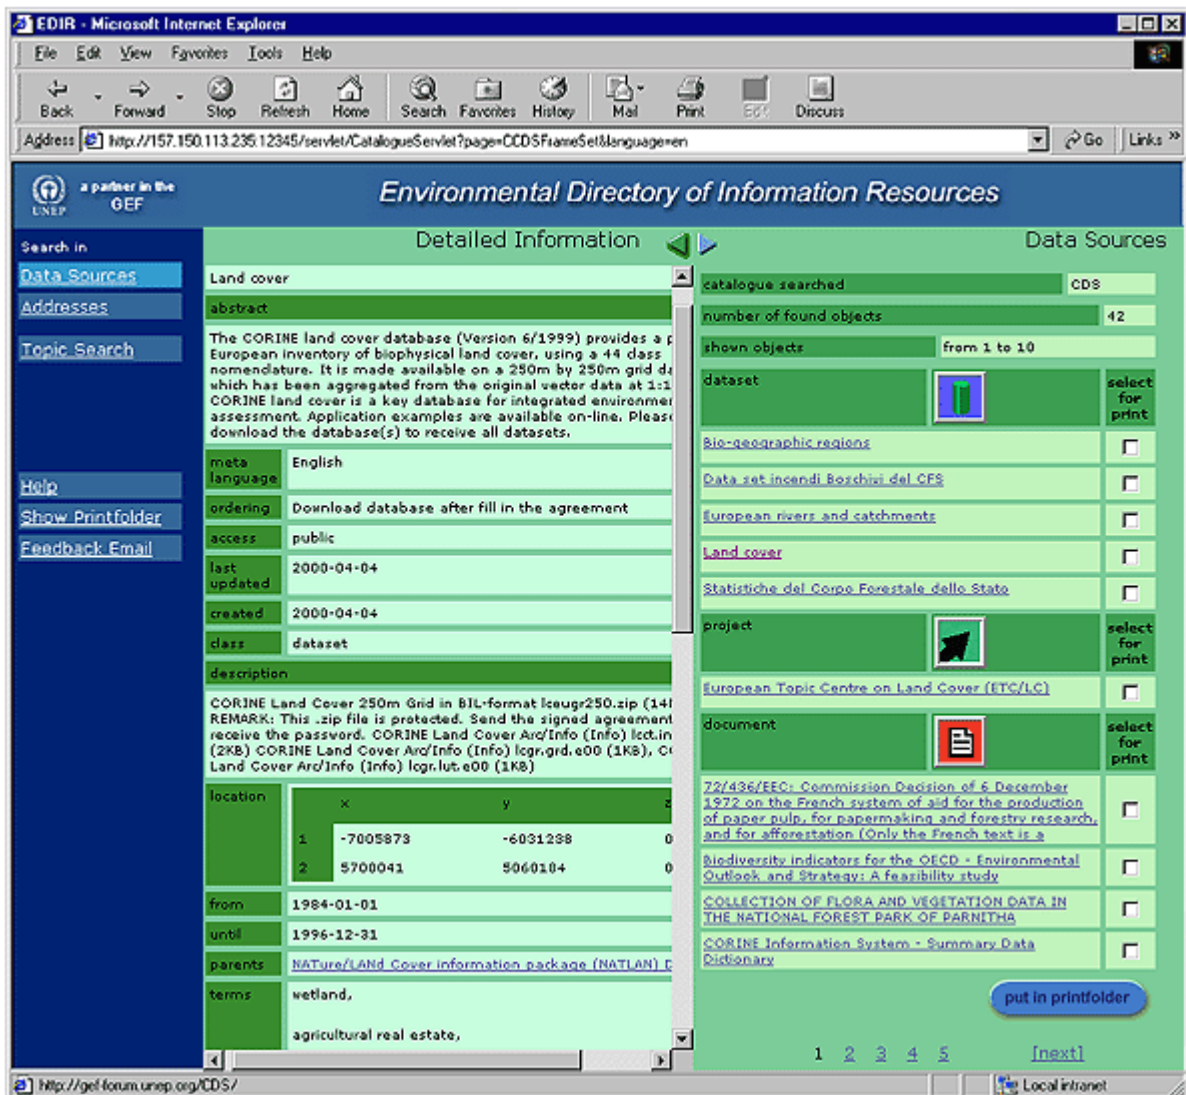 EDIR - Microsoft Internet Explorer
File Edit View Favorites Tools Help
Back Forward Stop Refresh Home Search Favorites History Mail Print Edit Discuss
Address http://157.150.113.235:12345/servlet/CatalogueServlet?page=CCDSFrameSet&language=en Go Links »
UNEP
a partner in the
GEF
Environmental Directory of Information Resources
Search in
Data Sources
Addresses
Topic Search
Help
Show Printfolder
Feedback Email
Detailed Information
Land cover
abstract
The CORINE land cover database (Version 6/1999) provides a p
European inventory of biophysical land cover, using a 44 class
nomenclature. It is made available on a 250m by 250m grid da
which has been aggregated from the original vector data at 1:1
CORINE land cover is a key database for integrated environmer
assessment. Application examples are available on-line. Please
download the database(s) to receive all datasets.
meta
language English
ordering Download database after fill in the agreement
access public
last
updated 2000-04-04
created 2000-04-04
class dataset
description
CORINE Land Cover 250m Grid in BIL-format lceugr250.zip (14
REMARK: This .zip file is protected. Send the signed agreement
receive the password. CORINE Land Cover Arc/Info (Info) lcct.in
(2KB) CORINE Land Cover Arc/Info (Info) lcgr.grd.e00 (1KB), C
Land Cover Arc/Info (Info) lcgr.lut.e00 (1KB)
location x y z
1 -7005873 -6031238 0
2 5700041 5060184 0
from 1984-01-01
until 1996-12-31
parents NATure/LANd Cover information package (NATLAN) D
terms wetland,
agricultural real estate,
Data Sources
catalogue searched CDS
number of found objects 42
shown objects from 1 to 10
dataset select
for
print
Bio-geographic regions
Data set incendi Boschivi del CFS
European rivers and catchments
Land cover
Statistiche del Corpo Forestale dello Stato
project select
for
print
European Topic Centre on Land Cover (ETC/LC)
document select
for
print
72/436/EEC: Commission Decision of 6 December
1972 on the French system of aid for the production
of paper pulp, for papermaking and forestry research,
and for afforestation (Only the French text is a
Biodiversity indicators for the OECD - Environmental
Outlook and Strategy: A feasibility study
COLLECTION OF FLORA AND VEGETATION DATA IN
THE NATIONAL FOREST PARK OF PARNITHA
CORINE Information System - Summary Data
Dictionary
put in printfolder
1 2 3 4 5 [next]
http://gef-forum.unep.org/CDS/ Local intranet